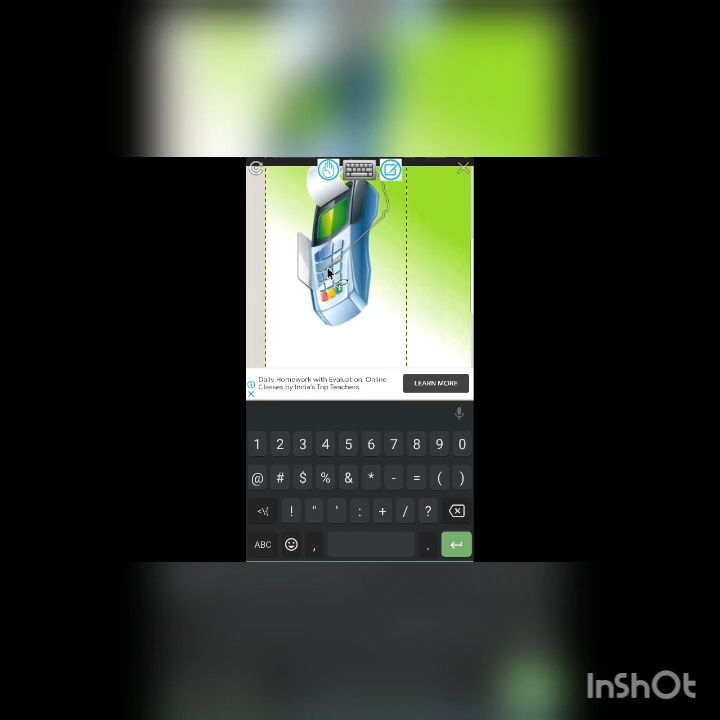 Daily Homework with Evaluation. Online
Classes by India's Top Teachers.
LEARN MORE
1 2 3 4 5 6 7 8 9 0
@ # $ % & * - = ( )
<\{ ! " ' : + / ?
ABC , .
InShOt